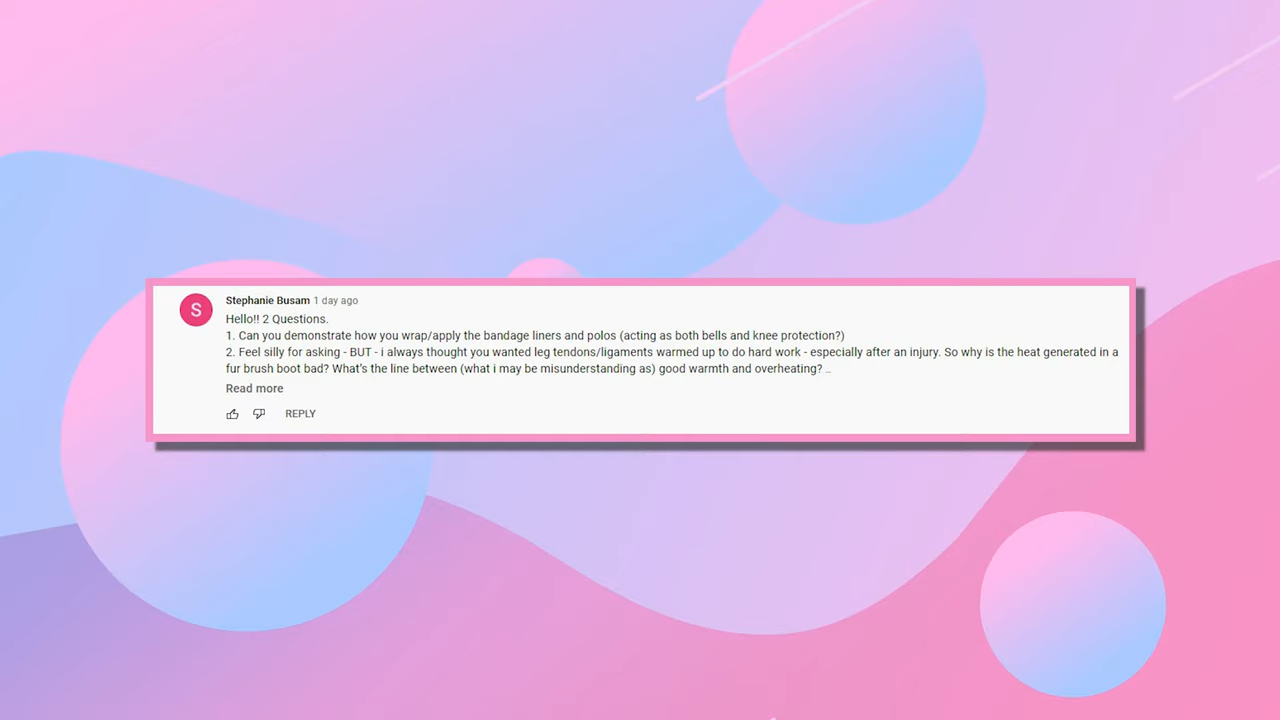 S
Stephanie Busam 1 day ago
Hello!! 2 Questions.
1. Can you demonstrate how you wrap/apply the bandage liners and polos (acting as both bells and knee protection?)
2. Feel silly for asking - BUT - i always thought you wanted leg tendons/ligaments warmed up to do hard work - especially after an injury. So why is the heat generated in a
fur brush boot bad? What's the line between (what i may be misunderstanding as) good warmth and overheating? ...
Read more
REPLY